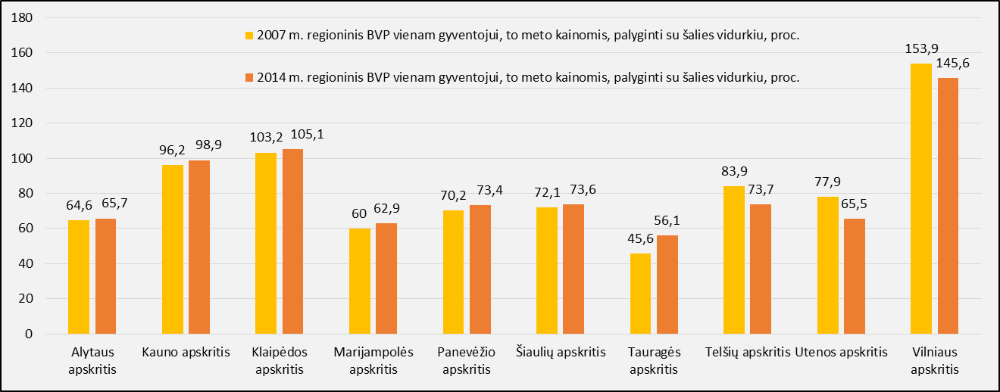 180
160
140
120
100
80
60
40
20
0
2007 m. regioninis BVP vienam gyventojui, to meto kainomis, palyginti su šalies vidurkiu, proc.
2014 m. regioninis BVP vienam gyventojui, to meto kainomis, palyginti su šalies vidurkiu, proc.
64,6 65,7
96,2 98,9
103,2 105,1
60 62,9
70,2 73,4
72,1 73,6
45,6 56,1
83,9 73,7
77,9 65,5
153,9 145,6
Alytaus
apskritis
Kauno apskritis
Klaipėdos
apskritis
Marijampolės
apskritis
Panevėžio
apskritis
Šiaulių apskritis
Tauragės
apskritis
Telšių apskritis
Utenos apskritis
Vilniaus
apskritis